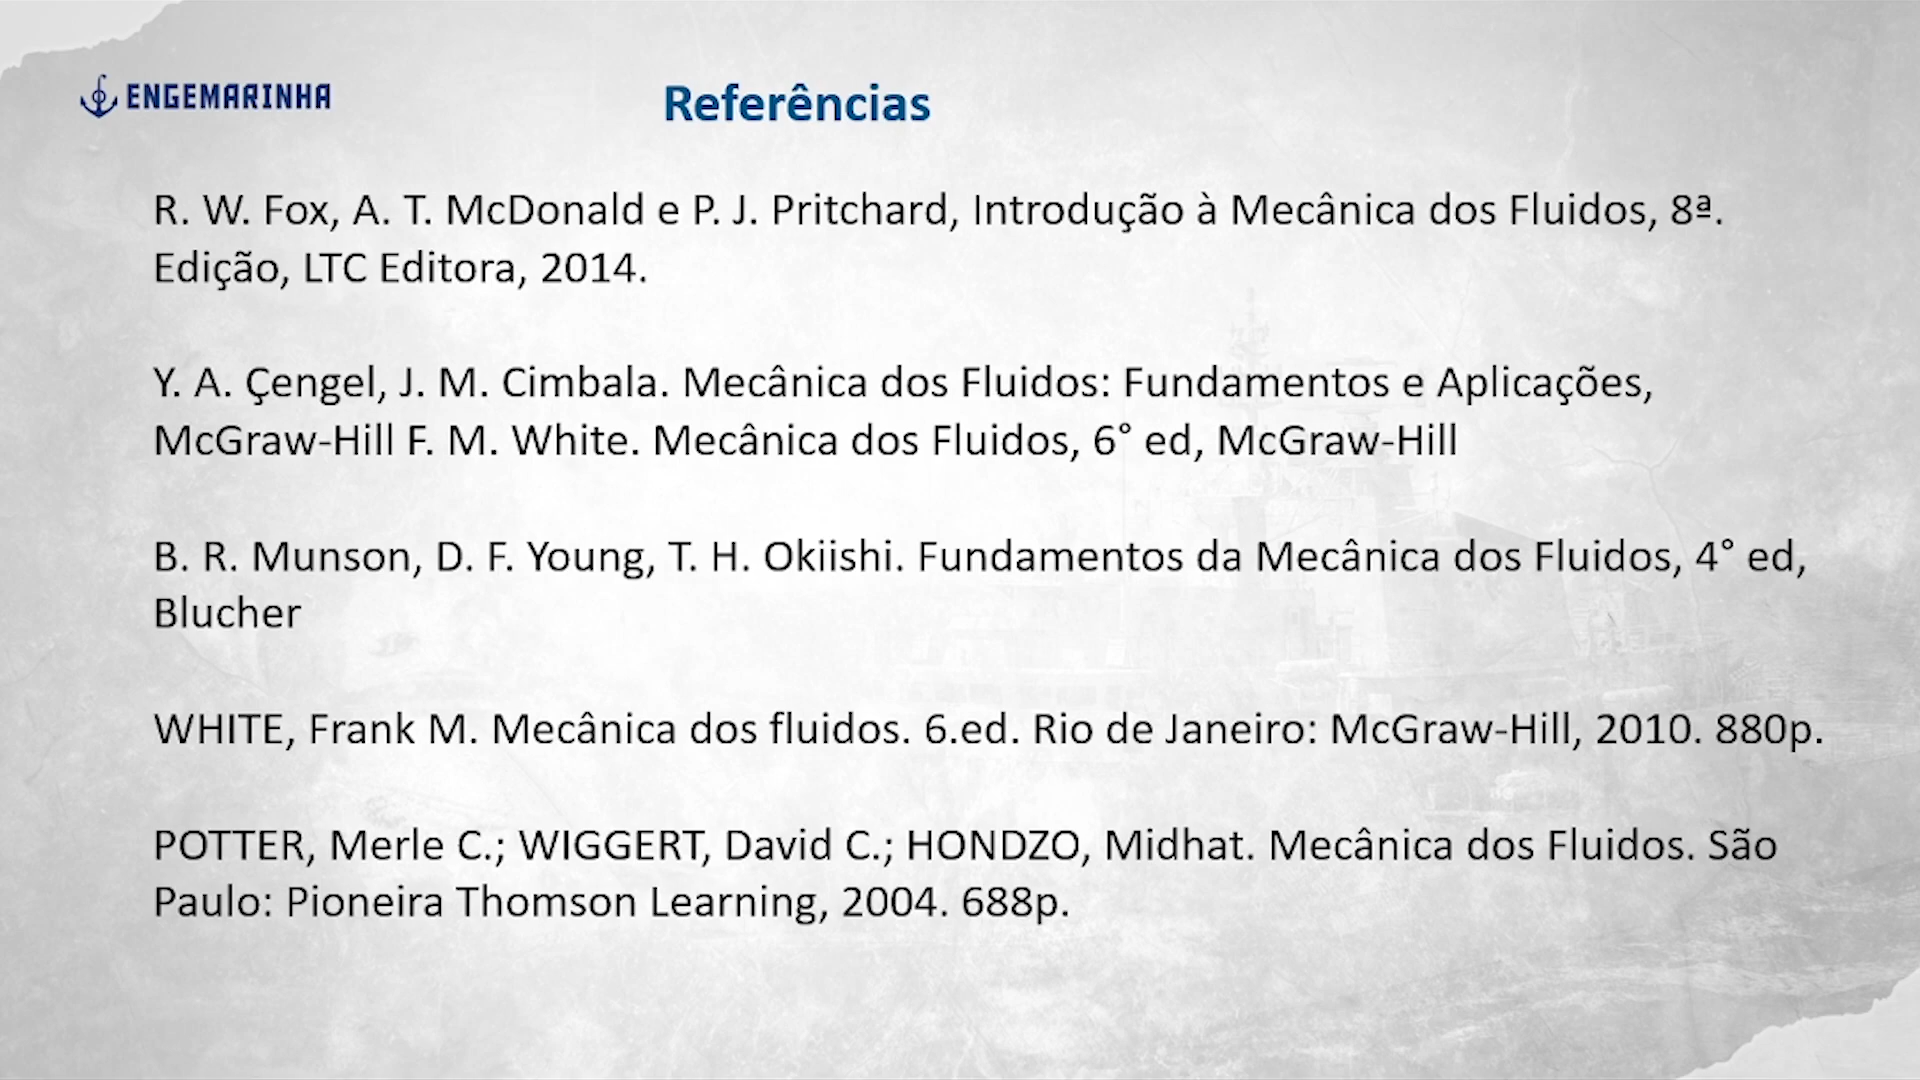 ENGEMARINHA
Referências
R. W. Fox, A. T. McDonald e P. J. Pritchard, Introdução à Mecânica dos Fluidos, 8ª.
Edição, LTC Editora, 2014.
Y. A. Çengel, J. M. Cimbala. Mecânica dos Fluidos: Fundamentos e Aplicações,
McGraw-Hill F. M. White. Mecânica dos Fluidos, 6° ed, McGraw-Hill
B. R. Munson, D. F. Young, T. H. Okiishi. Fundamentos da Mecânica dos Fluidos, 4° ed,
Blucher
WHITE, Frank M. Mecânica dos fluidos. 6.ed. Rio de Janeiro: McGraw-Hill, 2010. 880p.
POTTER, Merle C.; WIGGERT, David C.; HONDZO, Midhat. Mecânica dos Fluidos. São
Paulo: Pioneira Thomson Learning, 2004. 688p.